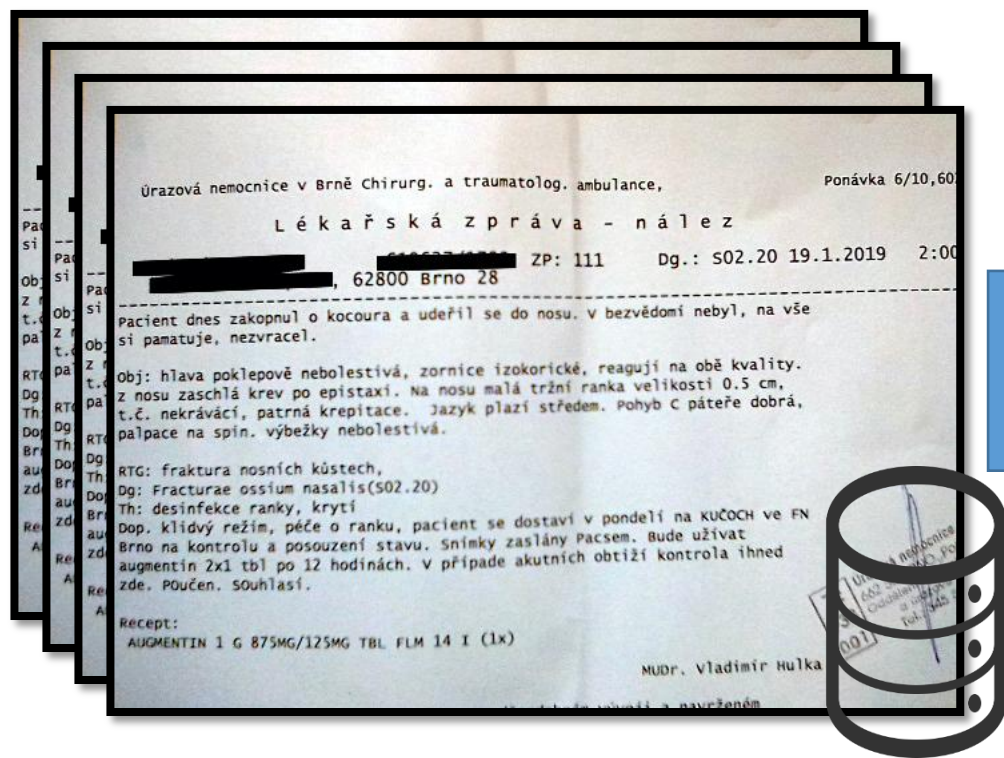 Úrazová nemocnice v Brně Chirurg. a traumatolog. ambulance, Ponávka 6/10,602
Lékařská zpráva - nález
ZP: 111 Dg.: S02.20 19.1.2019 2:00
, 62800 Brno 28
Pacient dnes zakopnul o kocoura a udeřil se do nosu. v bezvědomí nebyl, na vše
si pamatuje, nezvracel.
Obj: hlava poklepově nebolestivá, zornice izokorické, reagují na obě kvality.
z nosu zaschlá krev po epistaxi. Na nosu malá tržní ranka velikosti 0.5 cm,
t.č. nekrávácí, patrná krepitace. Jazyk plazí středem. Pohyb C páteře dobrá,
palpace na spin. výbežky nebolestivá.
RTG: fraktura nosních kůstech,
Dg: Fracturae ossium nasalis(S02.20)
Th: desinfekce ranky, krytí
Dop. klidvý režim, péče o ranku, pacient se dostaví v pondelí na KUČOCH ve FN
Brno na kontrolu a posouzení stavu. Snímky zaslány Pacsem. Bude užívat
augmentin 2x1 tbl po 12 hodinách. V případe akutních obtiží kontrola ihned
zde. POučen. SOuhlasí.
Recept:
AUGMENTIN 1 G 875MG/125MG TBL FLM 14 I (1x)
MUDr. Vladimír Hulka
a navrženém